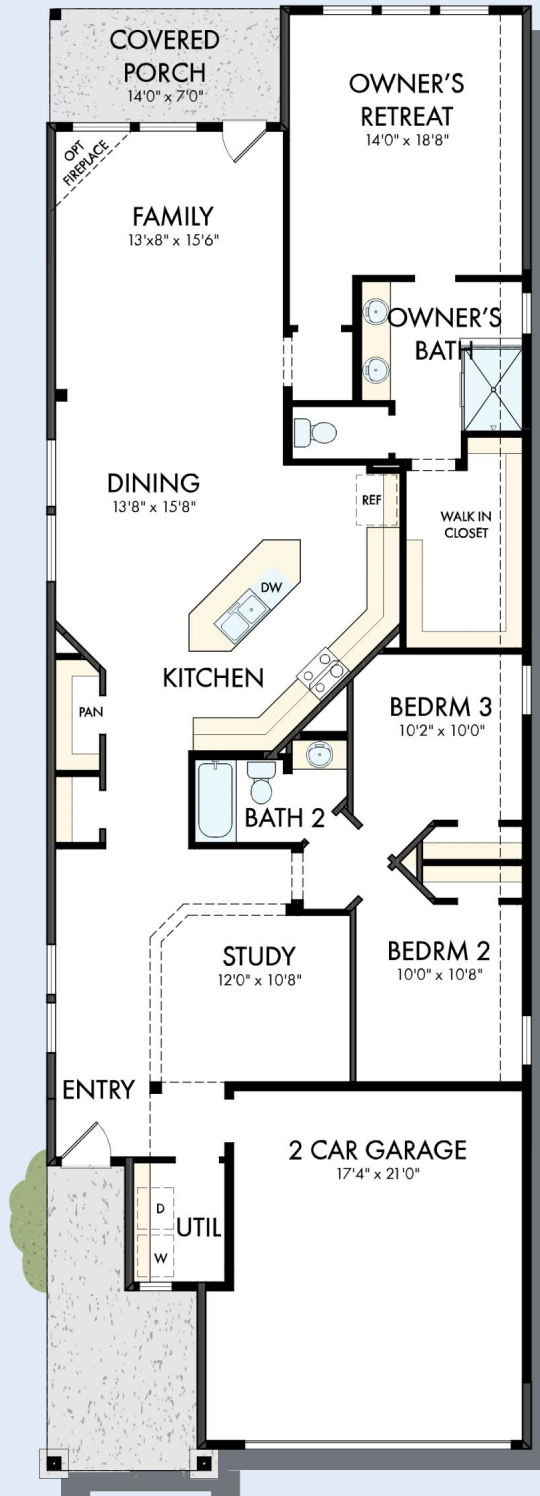 COVERED
PORCH
14'0" x 7'0"
OWNER'S
RETREAT
14'0" x 18'8"
OPT
FIREPLACE
FAMILY
13'x8" x 15'6"
OWNER'S
BATH
DINING
13'8" x 15'8"
REF
WALK IN
CLOSET
DW
KITCHEN
PAN
BEDRM 3
10'2" x 10'0"
BATH 2
STUDY
12'0" x 10'8"
BEDRM 2
10'0" x 10'8"
ENTRY
2 CAR GARAGE
17'4" x 21'0"
D
UTIL
W